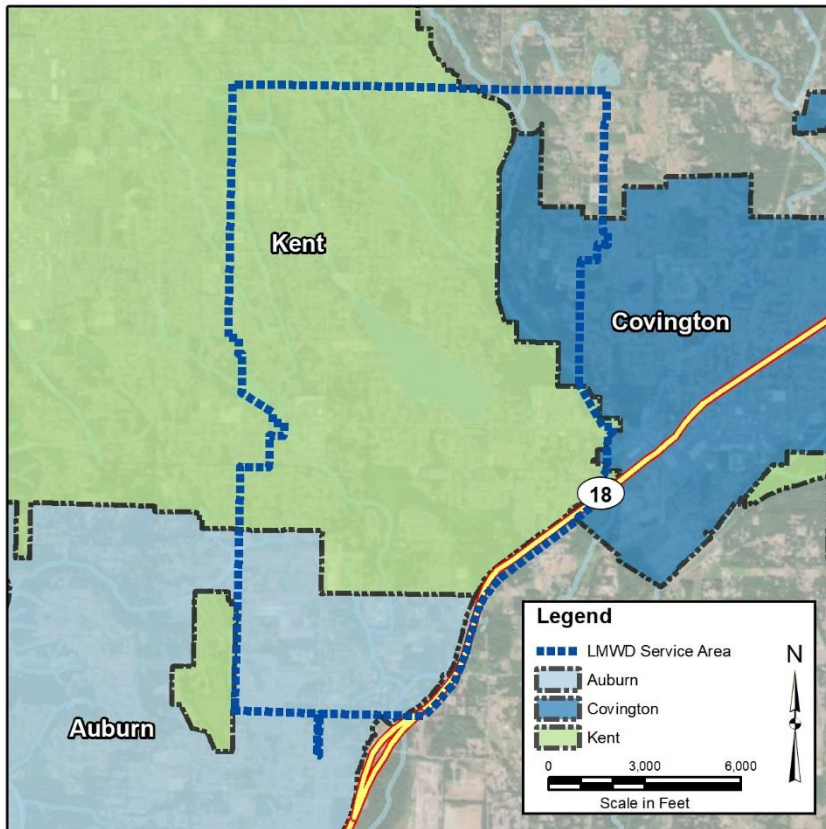 Kent
Covington
18
Auburn
Legend
LMWD Service Area
Auburn
Covington
Kent
N
0 3,000 6,000
Scale in Feet